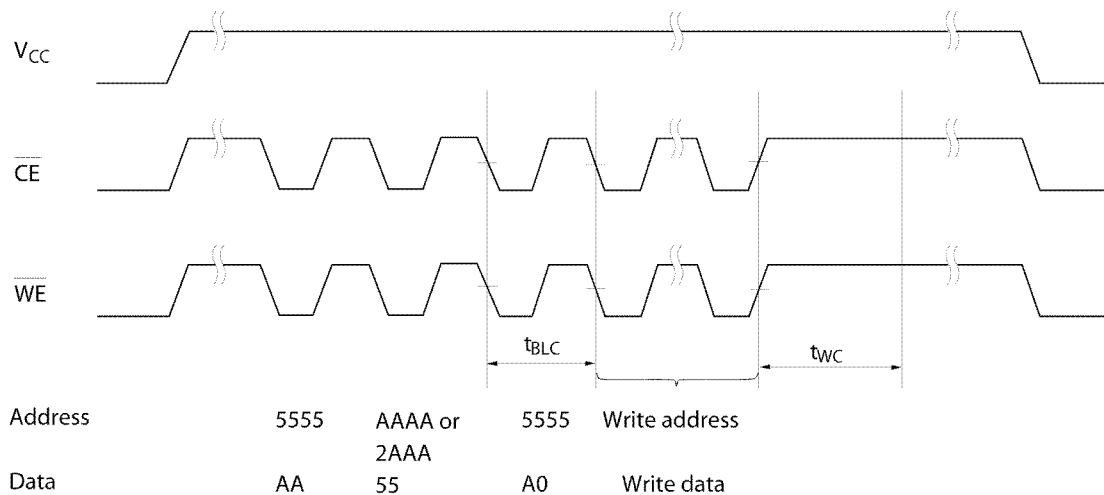 VCC
CE
WE
tBLC
tWC
Address 5555 AAAA or 5555 Write address
2AAA
Data AA 55 A0 Write data